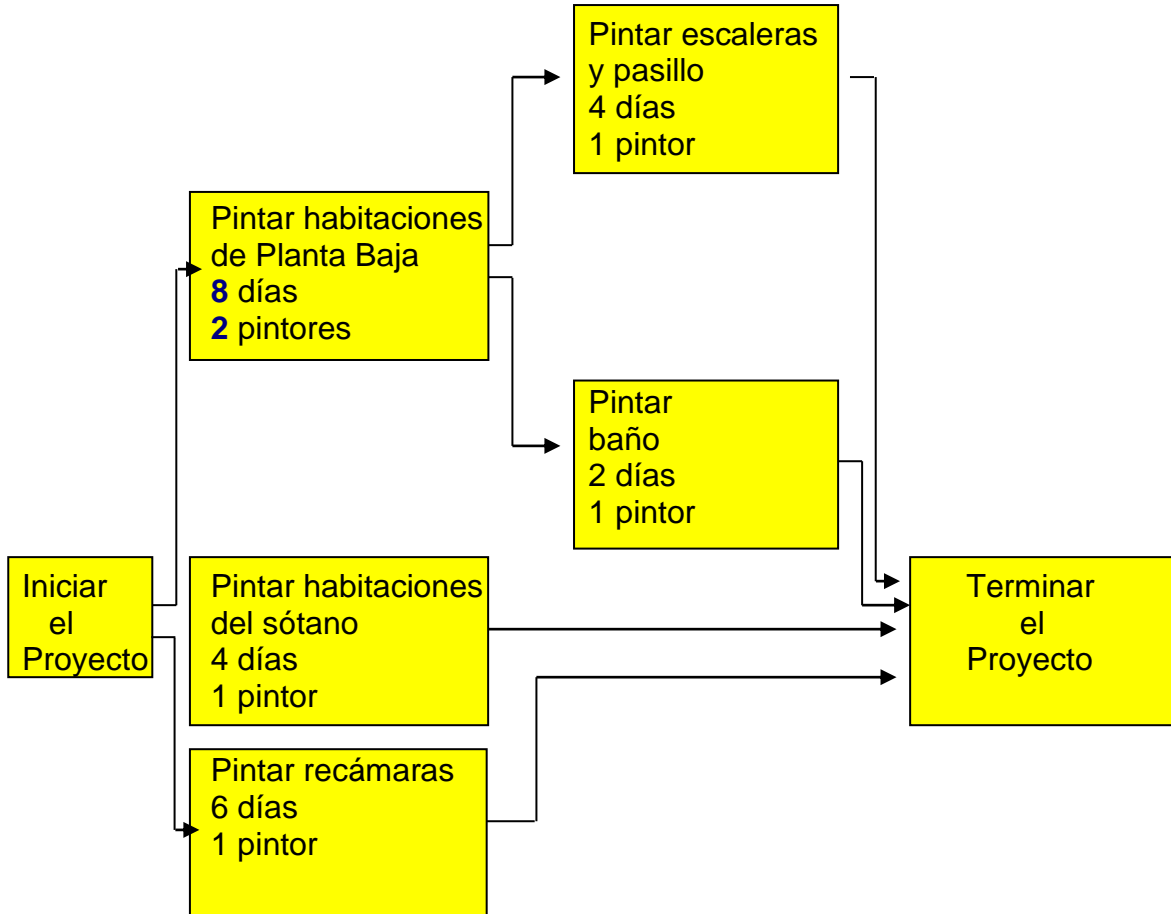 Pintar escaleras
y pasillo
4 días
1 pintor
Pintar habitaciones
de Planta Baja
8 días
2 pintores
Pintar
baño
2 días
1 pintor
Iniciar
el
Proyecto
Pintar habitaciones
del sótano
4 días
1 pintor
Terminar
el
Proyecto
Pintar recámaras
6 días
1 pintor